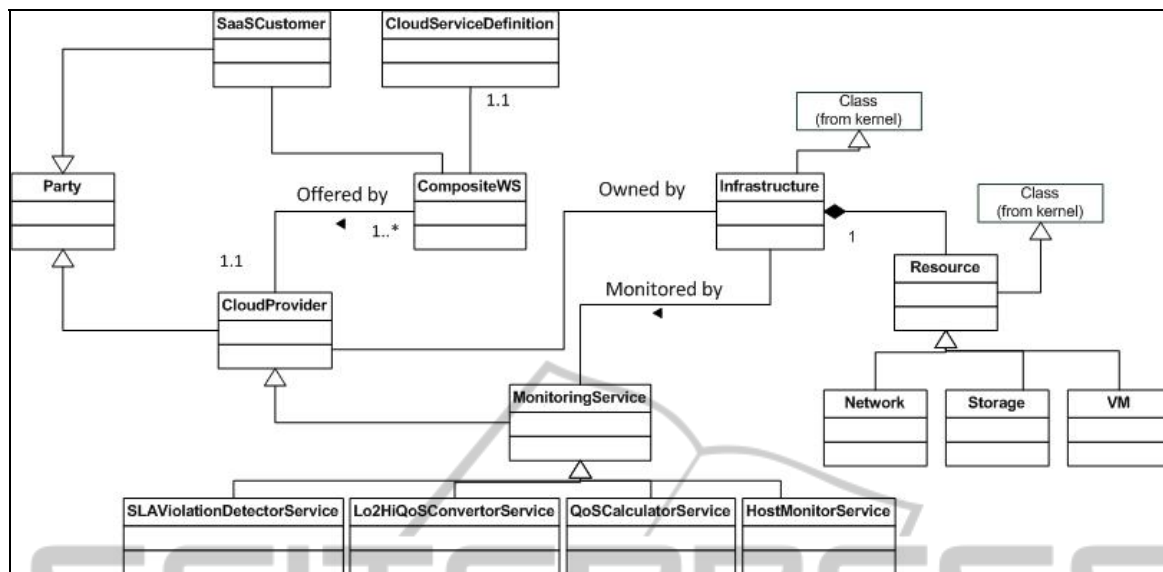 SaaSCustomer
CloudServiceDefinition
1.1
Class
(from kernel)
Party
Offered by
CompositeWS
1..*
Owned by
Infrastructure
Class
(from kernel)
1
1.1
Resource
CloudProvider
Monitored by
MonitoringService
Network
Storage
VM
SLAViolationDetectorService
Lo2HiQoSConvertorService
QoSCalculatorService
HostMonitorService